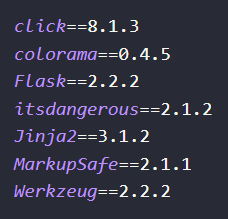 click==8.1.3
colorama==0.4.5
Flask==2.2.2
itsdangerous==2.1.2
Jinja2==3.1.2
MarkupSafe==2.1.1
Werkzeug==2.2.2